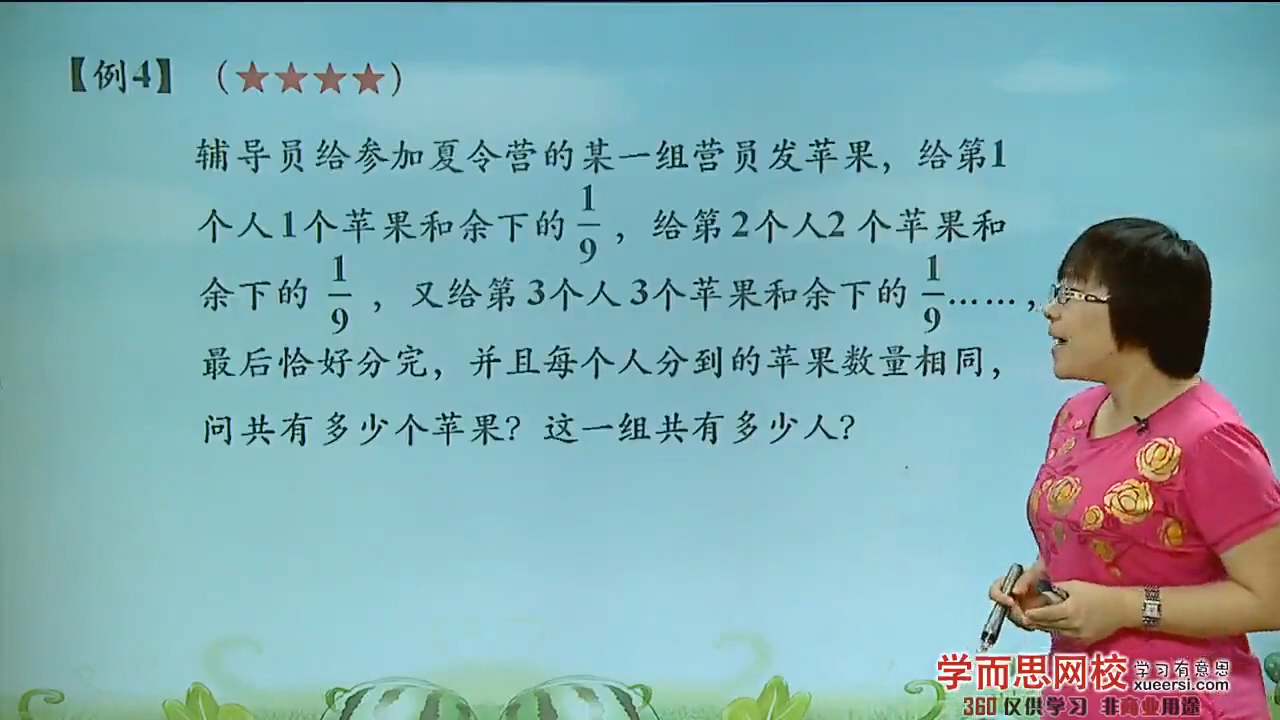 【例4】（★★★★）
辅导员给参加夏令营的某一组营员发苹果，给第1
个人1个苹果和余下的1/9，给第2个人2个苹果和
余下的1/9，又给第3个人3个苹果和余下的1/9……，
最后恰好分完，并且每个人分到的苹果数量相同，
问共有多少个苹果？这一组共有多少人？
学而思网校 学习有意思
xueersi.com
360 仅供学习 非商业用途